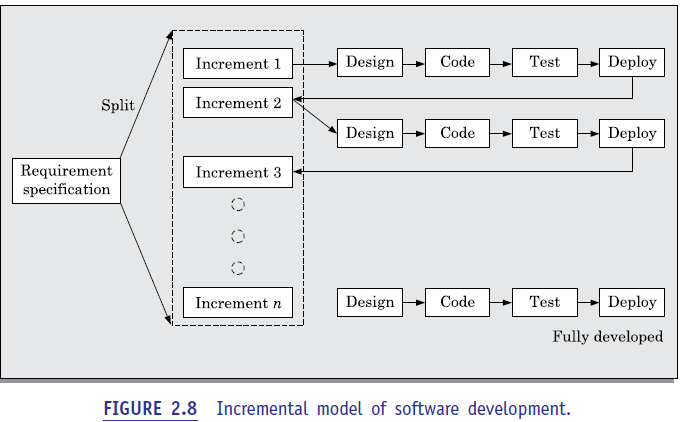 Increment 1
Design
Code
Test
Deploy
Split
Increment 2
Design
Code
Test
Deploy
Requirement
specification
Increment 3
Increment n
Design
Code
Test
Deploy
Fully developed
FIGURE 2.8 Incremental model of software development.